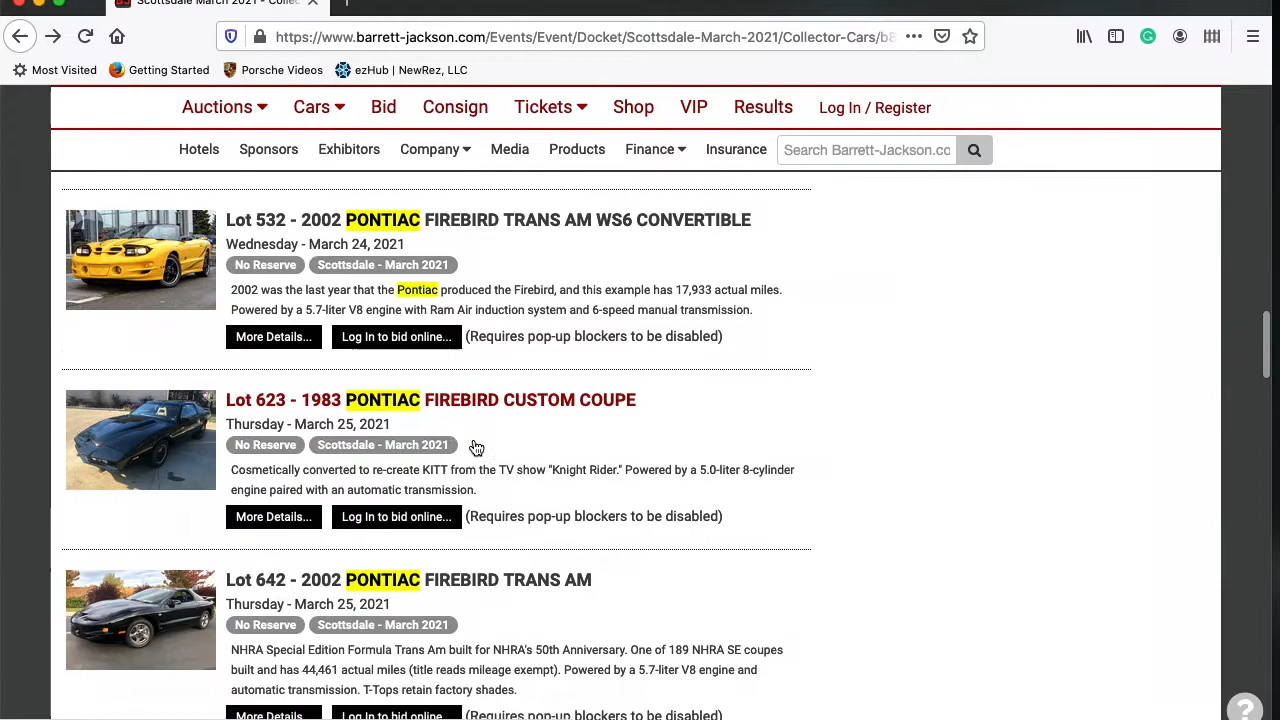 Scottsdale March 2021 - Collec
https://www.barrett-jackson.com/Events/Event/Docket/Scottsdale-March-2021/Collector-Cars/b8
Most Visited Getting Started Porsche Videos ezHub | NewRez, LLC
Auctions Cars Bid Consign Tickets Shop VIP Results Log In / Register
Hotels Sponsors Exhibitors Company Media Products Finance Insurance Search Barrett-Jackson.co
Lot 532 - 2002 PONTIAC FIREBIRD TRANS AM WS6 CONVERTIBLE
Wednesday - March 24, 2021
No Reserve Scottsdale - March 2021
2002 was the last year that the Pontiac produced the Firebird, and this example has 17,933 actual miles.
Powered by a 5.7-liter V8 engine with Ram Air induction system and 6-speed manual transmission.
More Details... Log In to bid online... (Requires pop-up blockers to be disabled)
Lot 623 - 1983 PONTIAC FIREBIRD CUSTOM COUPE
Thursday - March 25, 2021
No Reserve Scottsdale - March 2021
Cosmetically converted to re-create KITT from the TV show "Knight Rider." Powered by a 5.0-liter 8-cylinder
engine paired with an automatic transmission.
More Details... Log In to bid online... (Requires pop-up blockers to be disabled)
Lot 642 - 2002 PONTIAC FIREBIRD TRANS AM
Thursday - March 25, 2021
No Reserve Scottsdale - March 2021
NHRA Special Edition Formula Trans Am built for NHRA's 50th Anniversary. One of 189 NHRA SE coupes
built and has 44,461 actual miles (title reads mileage exempt). Powered by a 5.7-liter V8 engine and
automatic transmission. T-Tops retain factory shades.
More Details... Log In to bid online... (Requires pop-up blockers to be disabled)
?